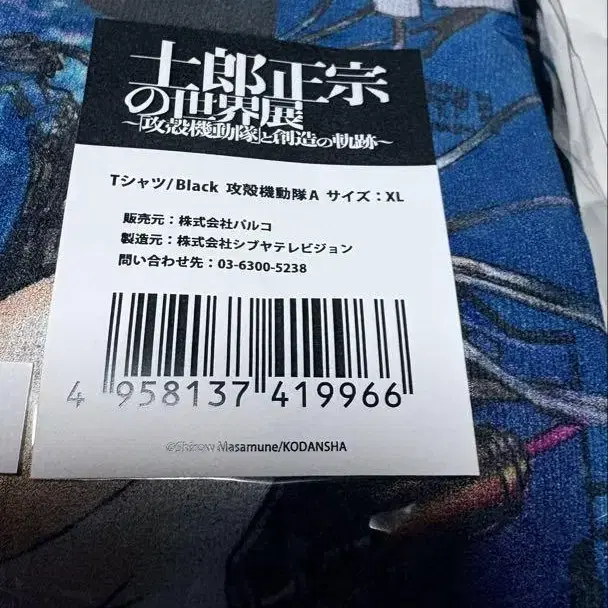 士郎正宗
の世界展
～「攻殻機動隊」と創造の軌跡～
Tシャツ/Black 攻殻機動隊A サイズ：XL
販売元：株式会社パルコ
製造元：株式会社シブヤテレビジョン
問い合わせ先：03-6300-5238
4 958137 419966
©Shirow Masamune/KODANSHA